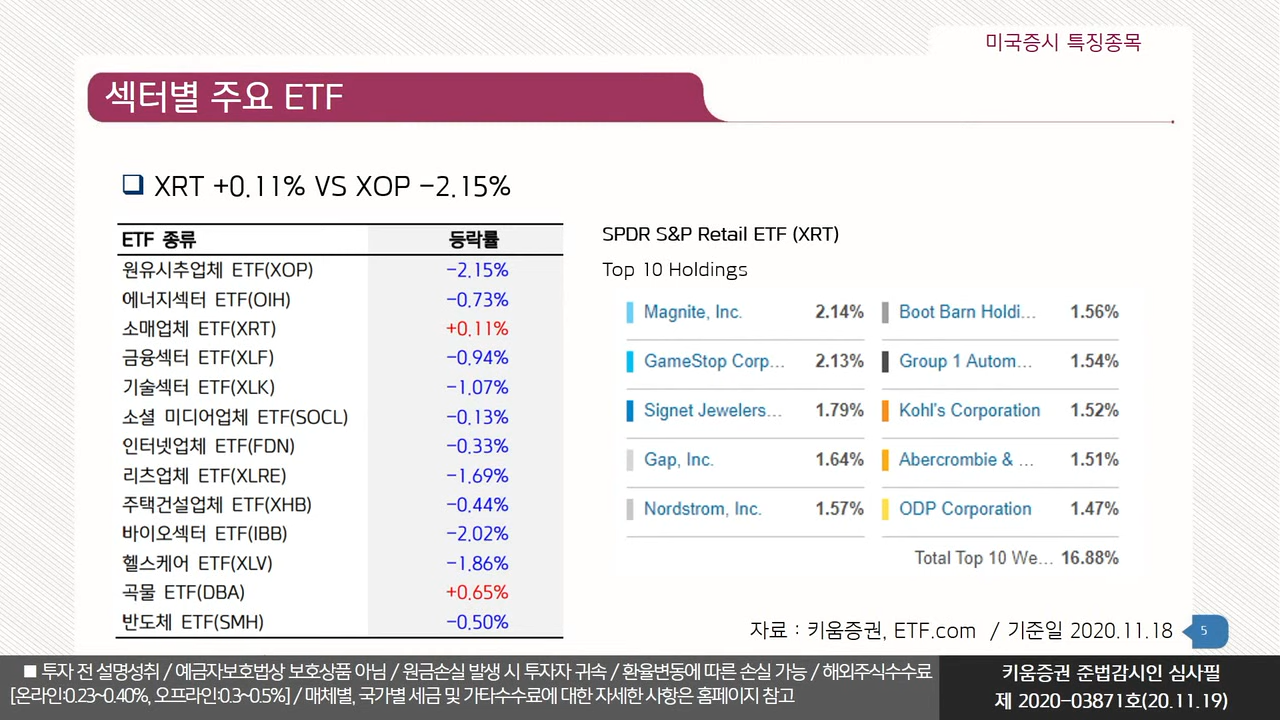 미국증시 특징종목
섹터별 주요 ETF
XRT +0.11% VS XOP -2.15%
ETF 종류 등락률
원유시추업체 ETF(XOP) -2.15%
에너지섹터 ETF(OIH) -0.73%
소매업체 ETF(XRT) +0.11%
금융섹터 ETF(XLF) -0.94%
기술섹터 ETF(XLK) -1.07%
소셜 미디어업체 ETF(SOCL) -0.13%
인터넷업체 ETF(FDN) -0.33%
리츠업체 ETF(XLRE) -1.69%
주택건설업체 ETF(XHB) -0.44%
바이오섹터 ETF(IBB) -2.02%
헬스케어 ETF(XLV) -1.86%
곡물 ETF(DBA) +0.65%
반도체 ETF(SMH) -0.50%
SPDR S&P Retail ETF (XRT)
Top 10 Holdings
Magnite, Inc. 2.14% Boot Barn Holdi... 1.56%
GameStop Corp... 2.13% Group 1 Autom... 1.54%
Signet Jewelers... 1.79% Kohl's Corporation 1.52%
Gap, Inc. 1.64% Abercrombie & ... 1.51%
Nordstrom, Inc. 1.57% ODP Corporation 1.47%
Total Top 10 We... 16.88%
자료 : 키움증권, ETF.com / 기준일 2020.11.18
5
■ 투자 전 설명성취 / 예금자보호법상 보호상품 아님 / 원금손실 발생 시 투자자 귀속 / 환율변동에 따른 손실 가능 / 해외주식수수료
[온라인:0.23~0.40%, 오프라인:0.3~0.5%] / 매체별, 국가별 세금 및 기타수수료에 대한 자세한 사항은 홈페이지 참고
키움증권 준법감시인 심사필
제 2020-03871호(20.11.19)